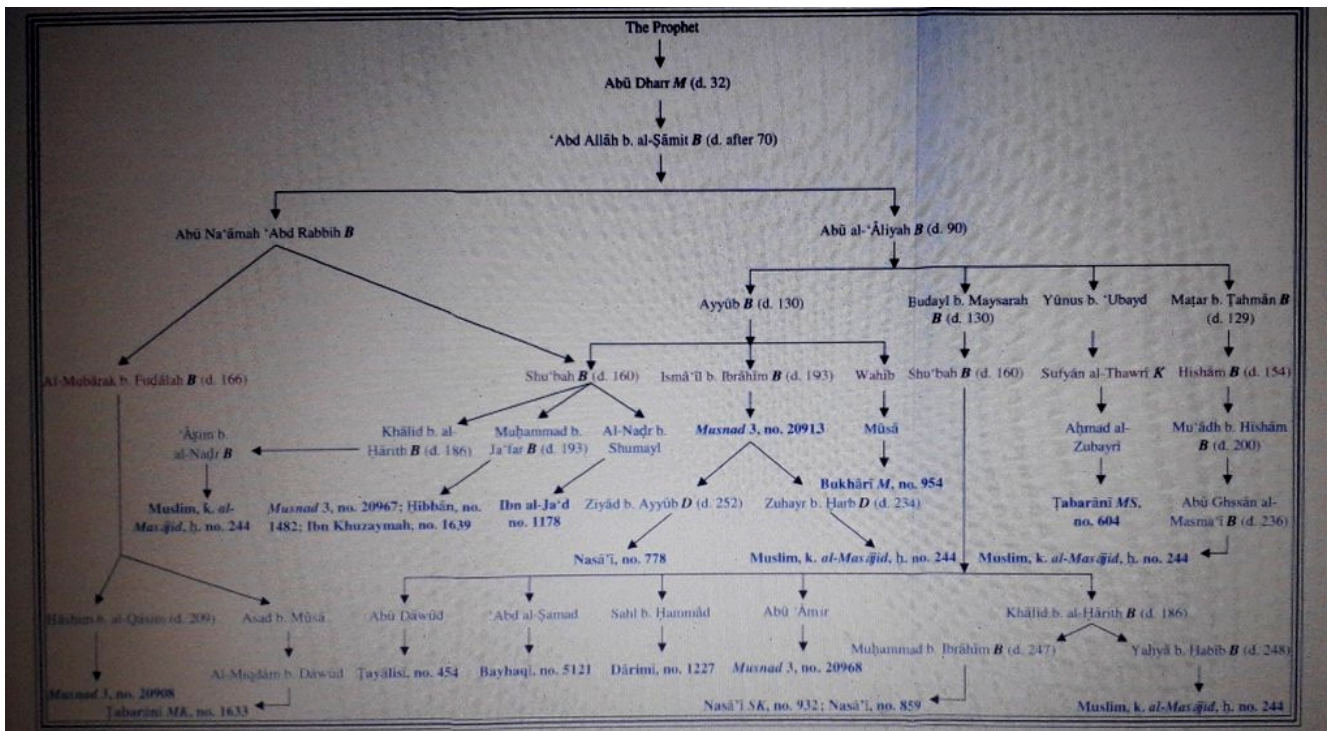 The Prophet
Abū Dharr M (d. 32)
‘Abd Allāh b. al-Ṣāmit B (d. after 70)
Abū Na‘āmah ‘Abd Rabbih B
Abū al-‘Āliyah B (d. 90)
Ayyūb B (d. 130)
Budayl b. Maysarah
B (d. 130)
Yūnus b. ‘Ubayd
Maṭar b. Ṭahmān B
(d. 129)
Al-Mubārak b. Fuḍālah B (d. 166)
Shu‘bah B (d. 160)
Ismā‘īl b. Ibrāhīm B (d. 193)
Wahīb
Shu‘bah B (d. 160)
Sufyān al-Thawrī K
Hishām B (d. 154)
‘Āṣim b.
al-Naḍr B
Khālid b. al-
Ḥārith B (d. 186)
Muḥammad b.
Ja‘far B (d. 193)
Al-Naḍr b.
Shumayl
Musnad 3, no. 20913
Mūsā
Aḥmad al-
Zubayrī
Mu‘ādh b. Hishām
B (d. 200)
Bukhārī M, no. 954
Muslim, k. al-
Masājid, ḥ. no. 244
Musnad 3, no. 20967; Ḥibbān, no.
1482; Ibn Khuzaymah, no. 1639
Ibn al-Ja‘d
no. 1178
Ziyād b. Ayyūb D (d. 252)
Zuhayr b. Ḥarb D (d. 234)
Ṭabarānī MS,
no. 604
Abū Ghssān al-
Masma‘ī B (d. 236)
Nasā’ī, no. 778
Muslim, k. al-Masājid, ḥ. no. 244
Muslim, k. al-Masājid, ḥ. no. 244
Hāshim b. al-Qāsim (d. 209)
Asad b. Mūsā
Abū Dāwūd
‘Abd al-Ṣamad
Sahl b. Ḥammād
Abū ‘Āmir
Khālid b. al-Ḥārith B (d. 186)
Muḥammad b. Ibrāhīm B (d. 247)
Yaḥyā b. Ḥabīb B (d. 248)
Al-Miqdām b. Dāwūd
Ṭayālisī, no. 454
Bayhaqī, no. 5121
Dārimī, no. 1227
Musnad 3, no. 20968
Musnad 3, no. 20908
Ṭabarānī MK, no. 1633
Nasā’ī SK, no. 932; Nasā’ī, no. 859
Muslim, k. al-Masājid, ḥ. no. 244